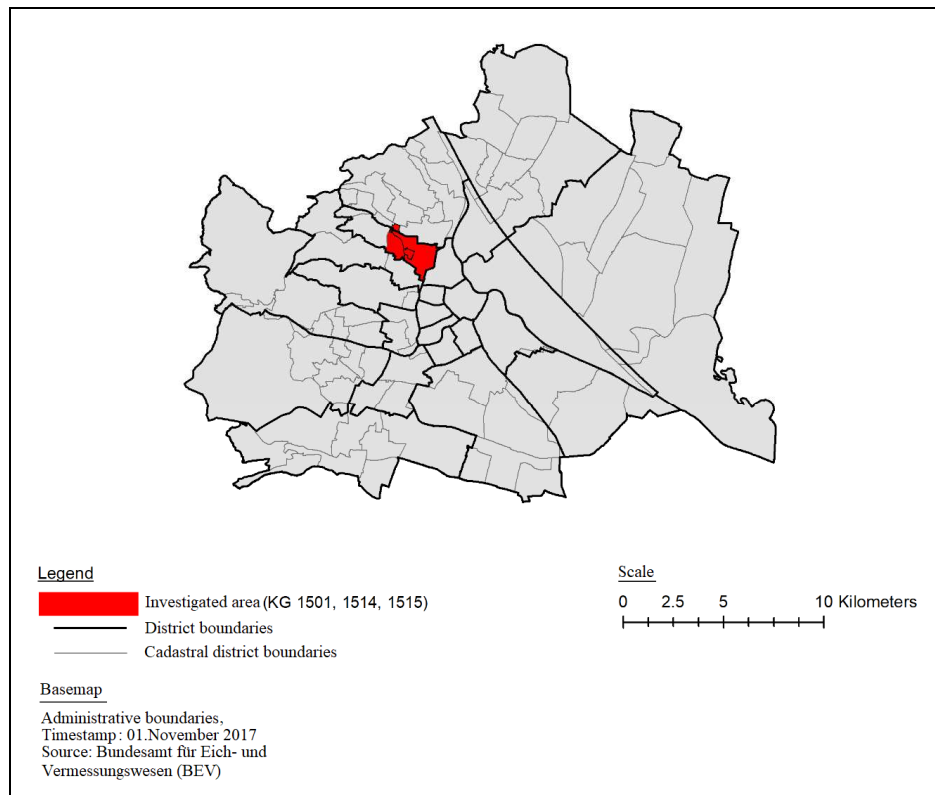 Legend
Investigated area (KG 1501, 1514, 1515)
District boundaries
Cadastral district boundaries
Scale
0 2.5 5 10 Kilometers
Basemap
Administrative boundaries,
Timestamp: 01.November 2017
Source: Bundesamt für Eich- und
Vermessungswesen (BEV)